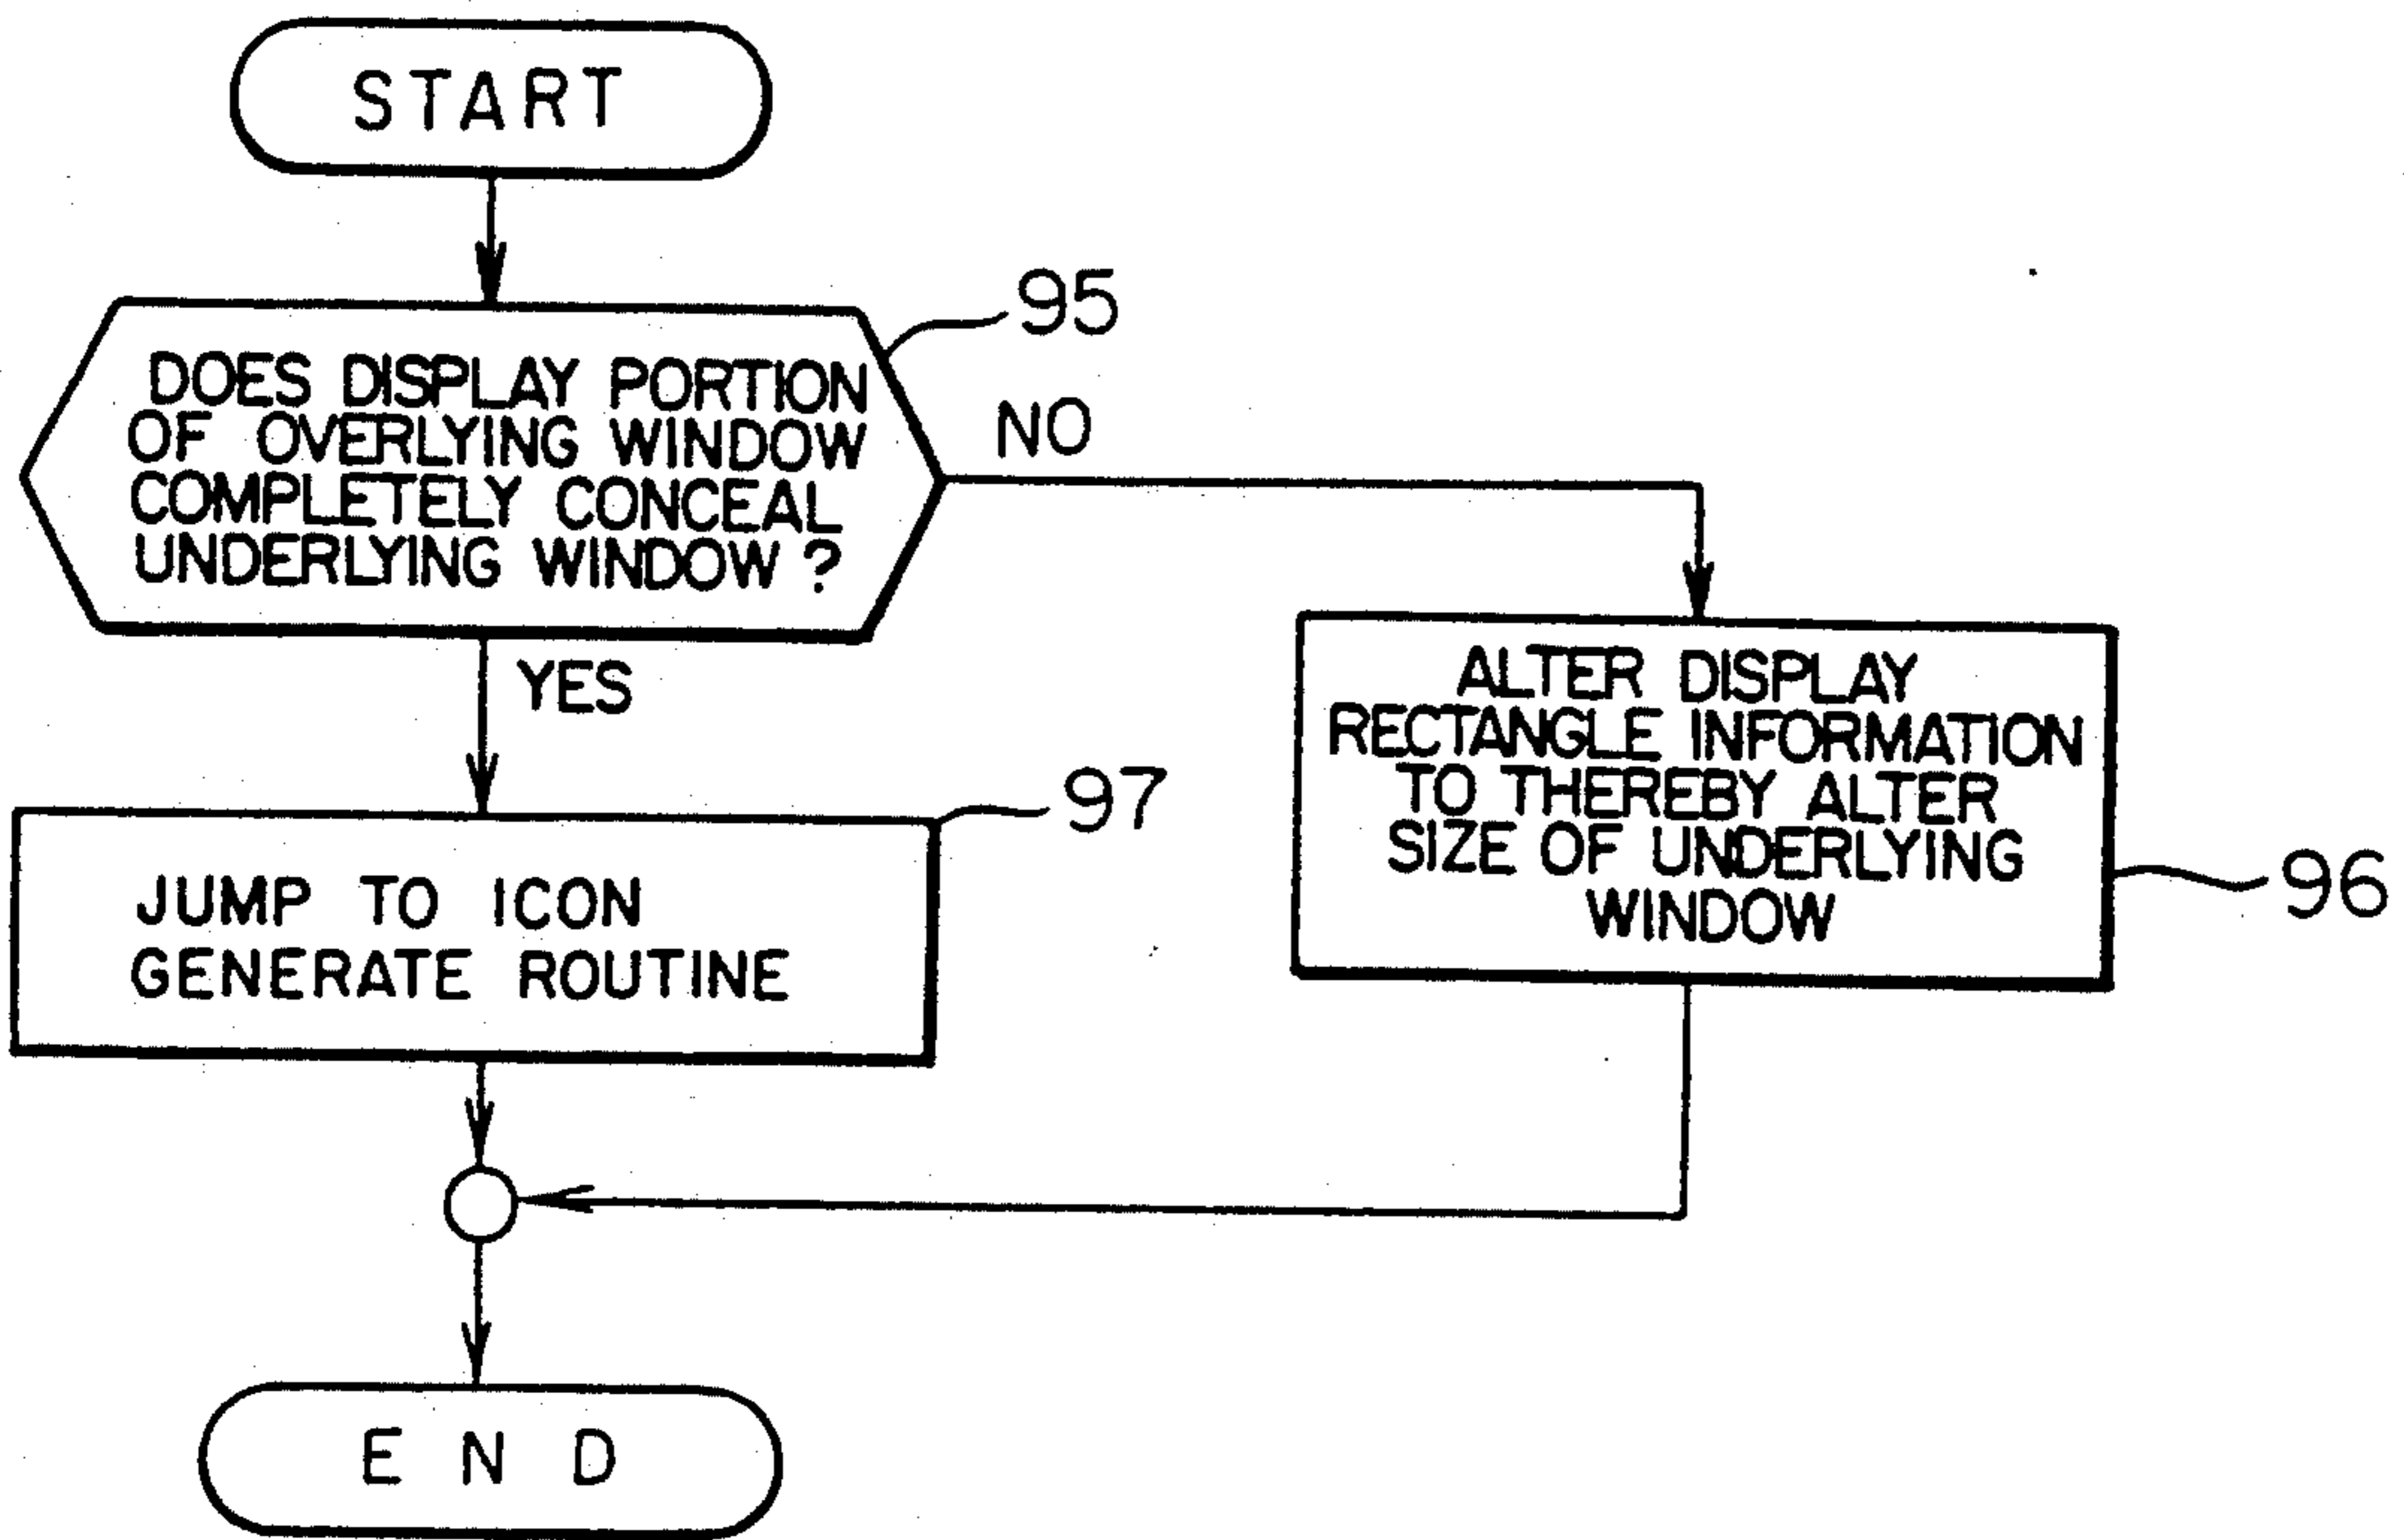 START
95
DOES DISPLAY PORTION
OF OVERLYING WINDOW
COMPLETELY CONCEAL
UNDERLYING WINDOW ?
NO
YES
ALTER DISPLAY
RECTANGLE INFORMATION
TO THEREBY ALTER
SIZE OF UNDERLYING
WINDOW
96
97
JUMP TO ICON
GENERATE ROUTINE
END